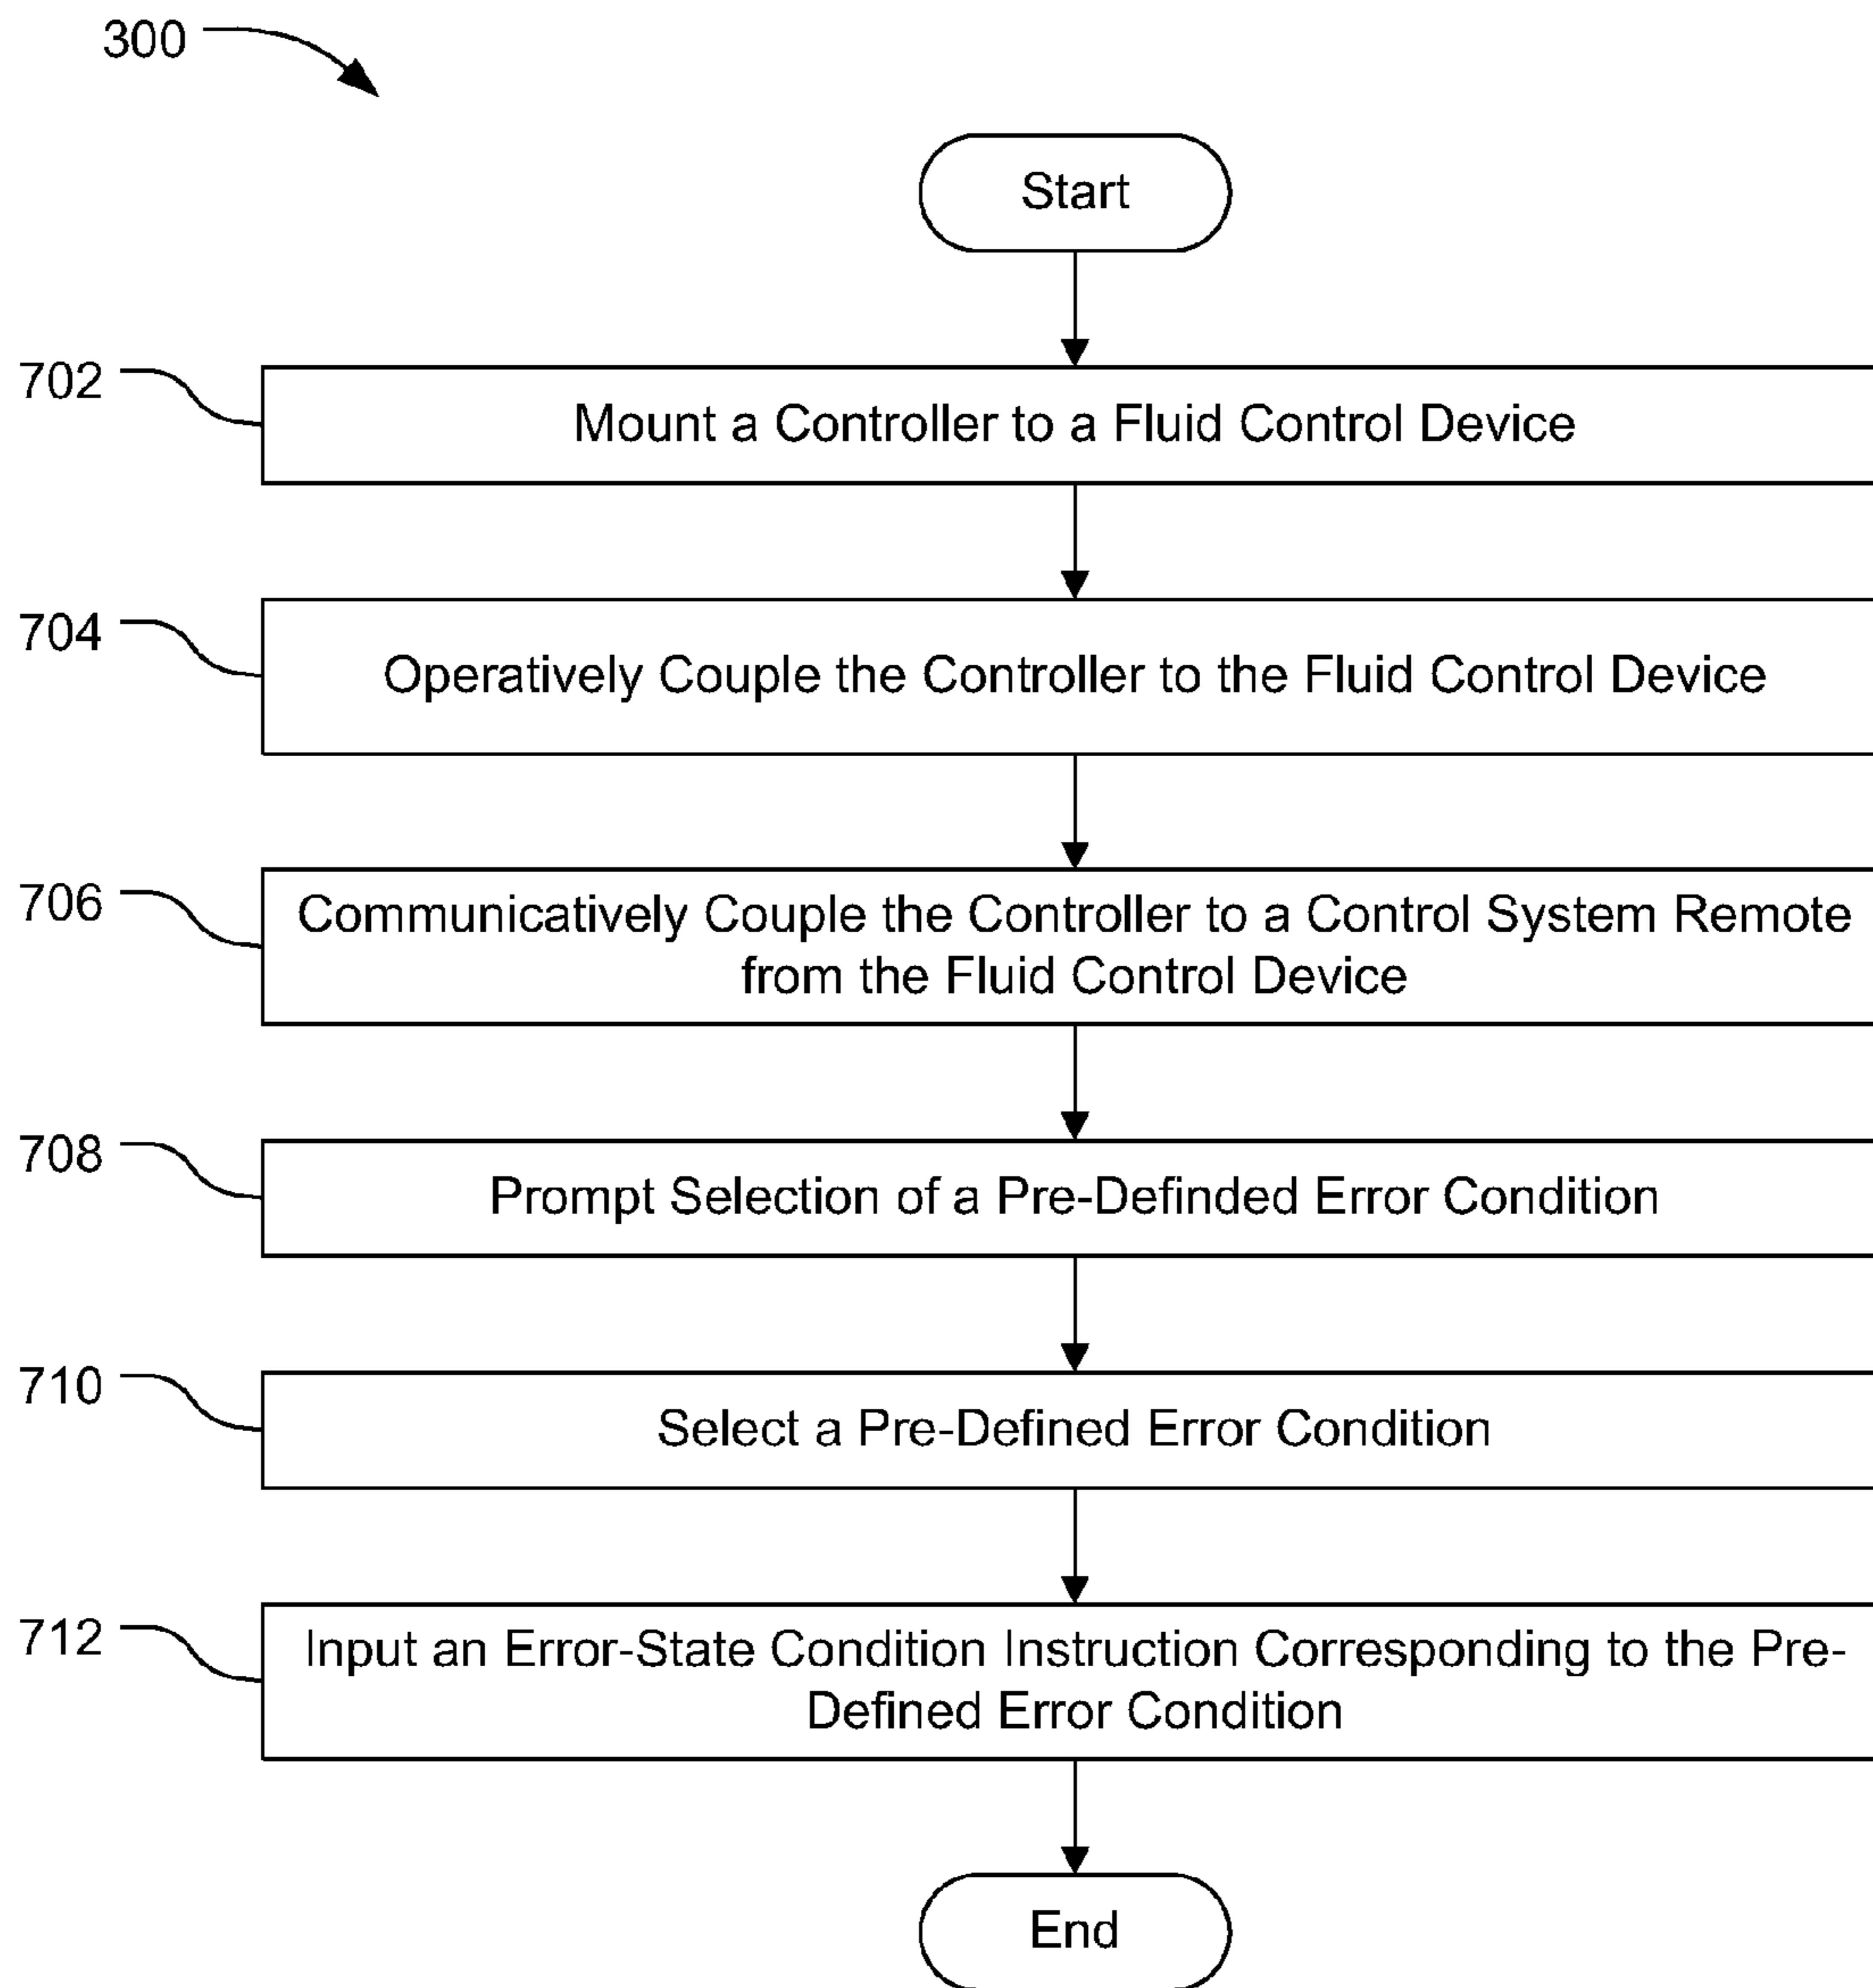 300
Start
702
Mount a Controller to a Fluid Control Device
704
Operatively Couple the Controller to the Fluid Control Device
706
Communicatively Couple the Controller to a Control System Remote
from the Fluid Control Device
708
Prompt Selection of a Pre-Definded Error Condition
710
Select a Pre-Defined Error Condition
712
Input an Error-State Condition Instruction Corresponding to the Pre-
Defined Error Condition
End